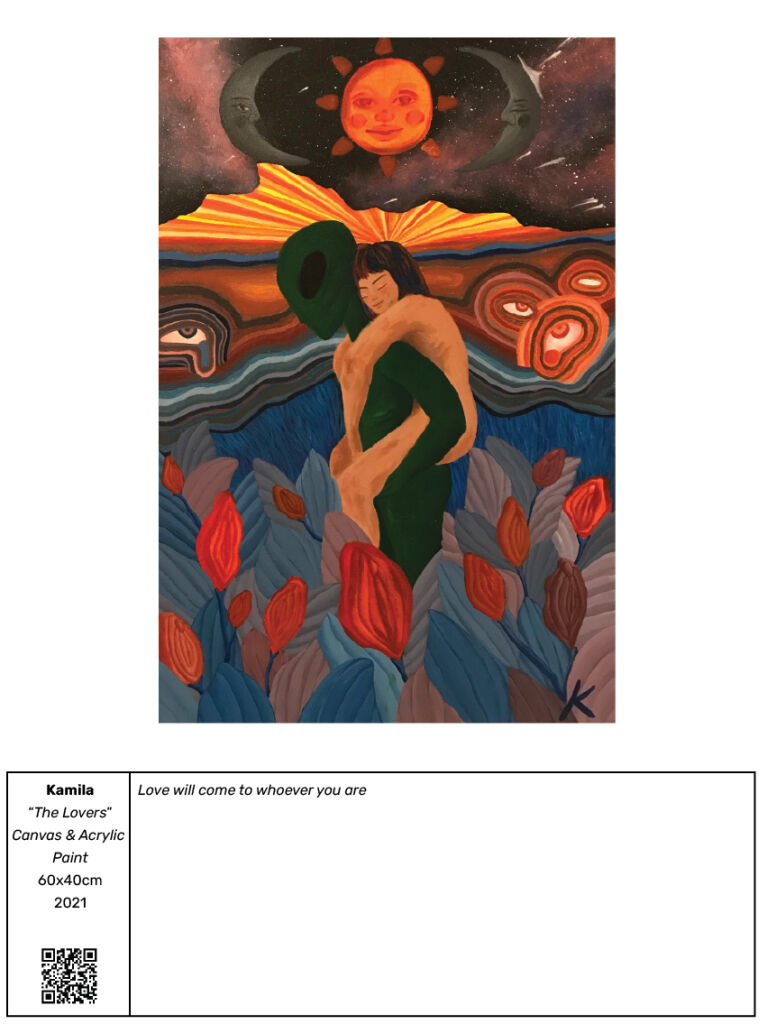 K
Kamila
“The Lovers”
Canvas & Acrylic
Paint
60x40cm
2021
Love will come to whoever you are